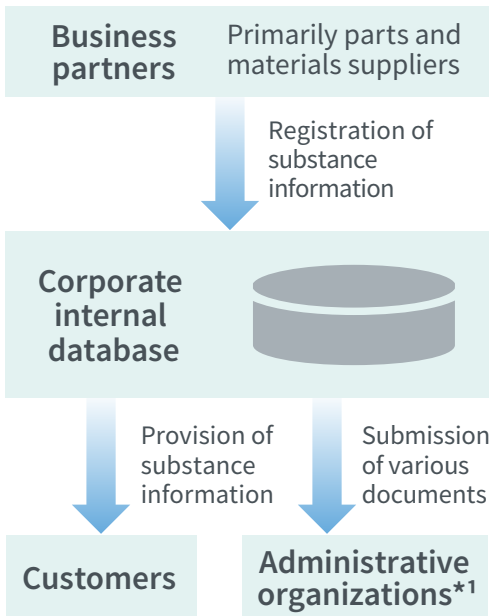 Business
partners
Primarily parts and
materials suppliers
Registration of
substance
information
Corporate
internal
database
Provision of
substance
information
Submission
of various
documents
Customers
Administrative
organizations*¹